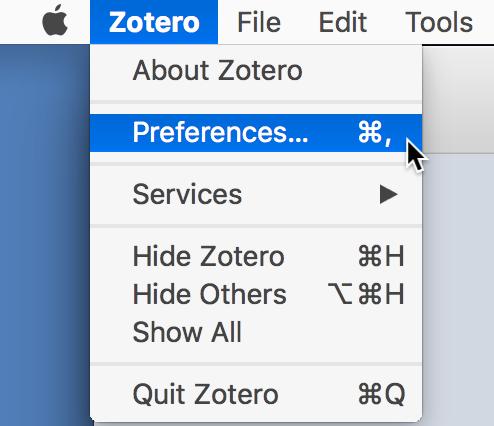 Zotero File Edit Tools
About Zotero
Preferences... ⌘,
Services ▶
Hide Zotero ⌘H
Hide Others ⌥⌘H
Show All
Quit Zotero ⌘Q